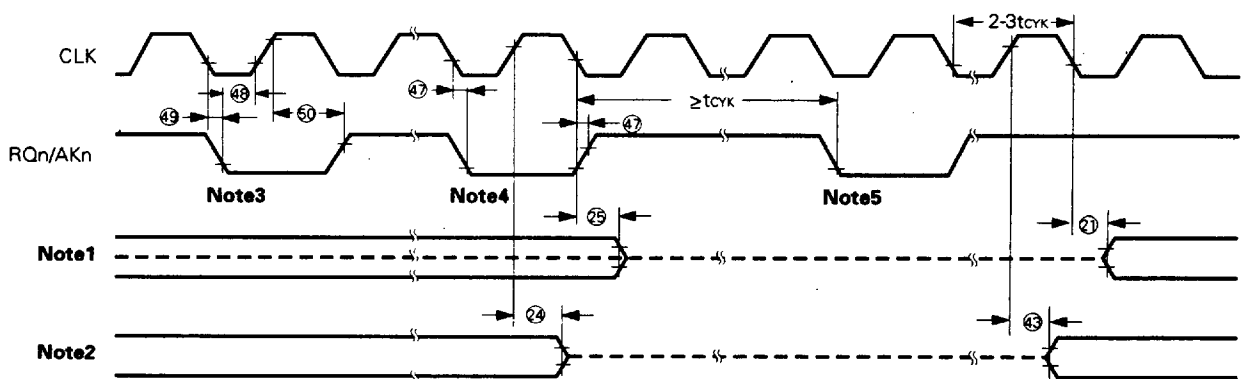 2-3tCYK
CLK
㊽
㊼
≥tCYK
㊾
㊿
㊼
RQn/AKn
Note3
Note4
Note5
㉕
㉑
Note1
㉔
㊸
Note2